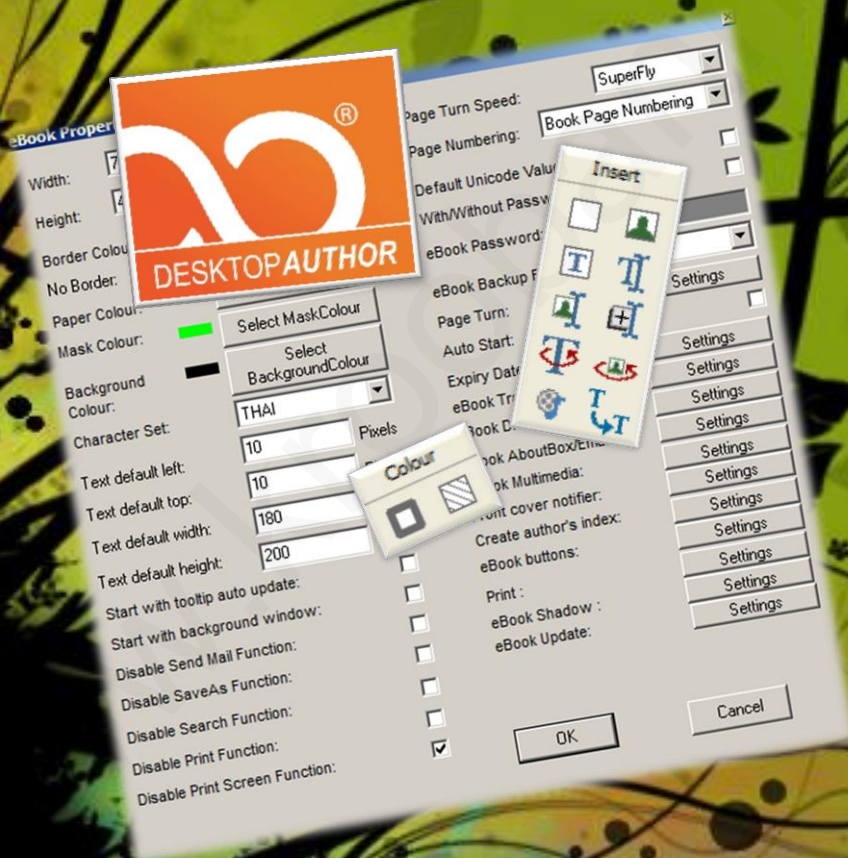 eBook Proper
Width: 7
Height: 4
Border Colou
No Border:
Paper Colour:
Mask Colour:
Select MaskColour
Background
Colour:
Select
BackgroundColour
Character Set:
THAI
Text default left:
10
Pixels
Text default top:
10
Text default width:
180
Text default height:
200
Start with tooltip auto update:
Start with background window:
Disable Send Mail Function:
Disable SaveAs Function:
Disable Search Function:
Disable Print Function:
Disable Print Screen Function:
®
DESKTOPAUTHOR
Page Turn Speed:
SuperFly
Page Numbering:
Book Page Numbering
Default Unicode Valu
With/Without Passw
eBook Password:
eBook Backup F
Page Turn:
Settings
Auto Start:
Expiry Date
Settings
eBook Tr
Settings
Book D
Settings
ook AboutBox/Ema
Settings
ok Multimedia:
Settings
ront cover notifier:
Settings
Create author's index:
Settings
eBook buttons:
Settings
Print :
Settings
eBook Shadow :
Settings
eBook Update:
Settings
Insert
T
T
T
T
T
Colour
OK
Cancel